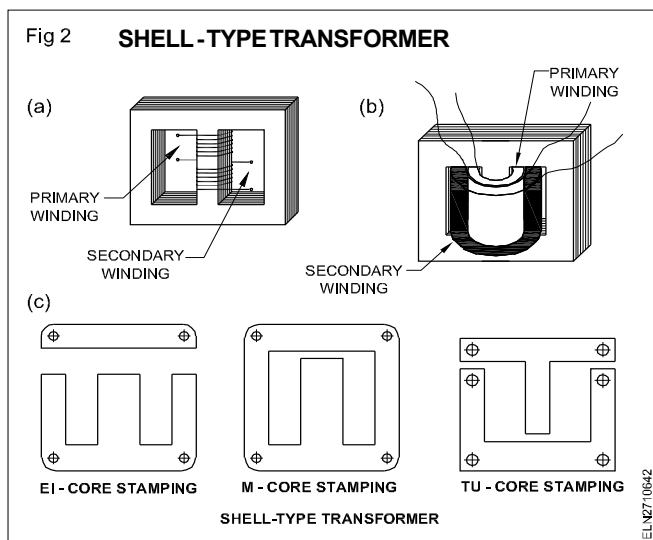 Fig 2 SHELL - TYPE TRANSFORMER
(a)
PRIMARY
WINDING
SECONDARY
WINDING
(b)
PRIMARY
WINDING
SECONDARY
WINDING
(c)
EI - CORE STAMPING
M - CORE STAMPING
TU - CORE STAMPING
SHELL-TYPE TRANSFORMER
ELN2710642